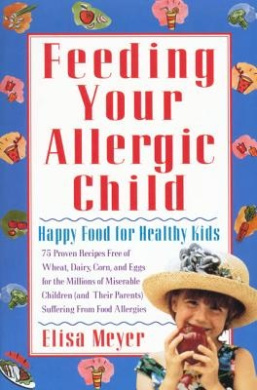 Feeding
Your
Allergic
Child
Happy Food for Healthy Kids
75 Proven Recipes Free of
Wheat, Dairy, Corn, and Eggs
for the Millions of Miserable
Children (and Their Parents)
Suffering From Food Allergies
Elisa Meyer